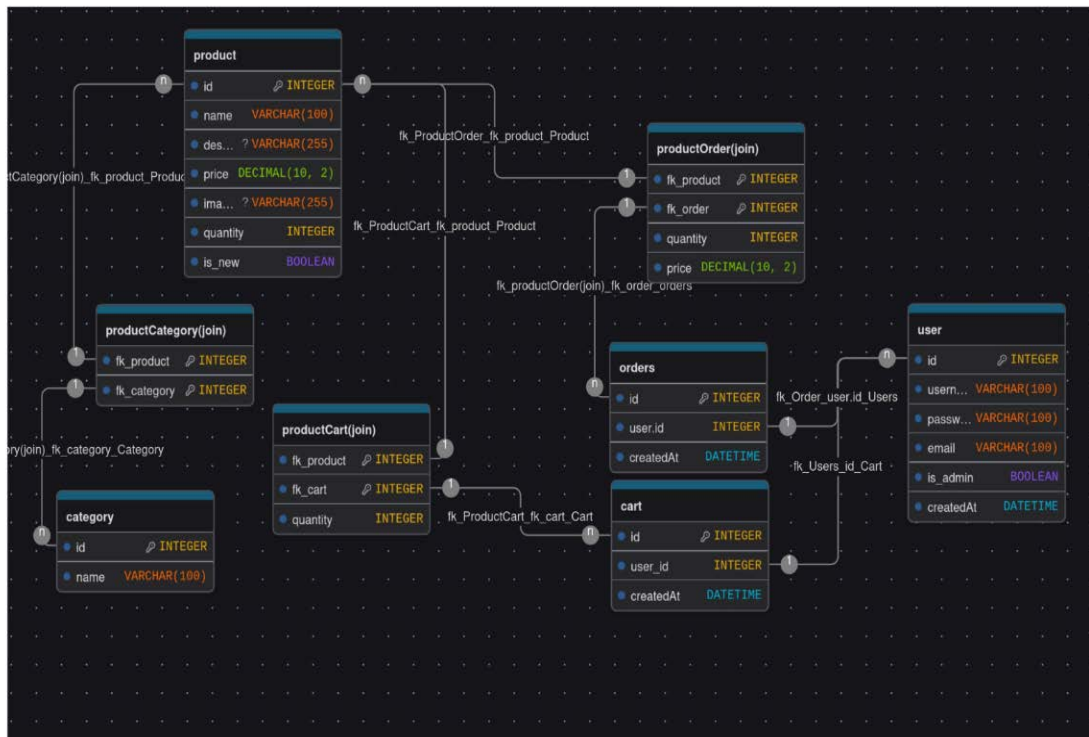 product
id INTEGER
name VARCHAR(100)
des... ? VARCHAR(255)
price DECIMAL(10, 2)
ima... ? VARCHAR(255)
quantity INTEGER
is_new BOOLEAN
n
n
fk_ProductOrder_fk_product_Product
ctCategory(join)_fk_product_Produc
fk_ProductCart_fk_product_Product
productOrder(join)
1
fk_product INTEGER
1
fk_order INTEGER
quantity INTEGER
price DECIMAL(10, 2)
fk_productOrder(join)_fk_order_orders
productCategory(join)
1
fk_product INTEGER
1
fk_category INTEGER
ory(join)_fk_category_Category
category
n
id INTEGER
name VARCHAR(100)
productCart(join)
1
fk_product INTEGER
1
fk_cart INTEGER
quantity INTEGER
fk_ProductCart_fk_cart_Cart
orders
n
id INTEGER
user.id INTEGER
1
createdAt DATETIME
fk_Order_user.id_Users
fk_Users_id_Cart
cart
n
id INTEGER
user_id INTEGER
1
createdAt DATETIME
user
n
id INTEGER
usern... VARCHAR(100)
passw... VARCHAR(100)
email VARCHAR(100)
is_admin BOOLEAN
createdAt DATETIME